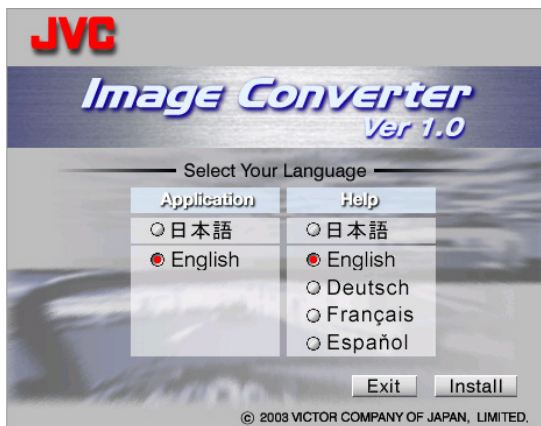 JVC
Image Converter
Ver 1.0
Select Your Language
Application
日本語
English
Help
日本語
English
Deutsch
Français
Espaňol
Exit
Install
© 2003 VICTOR COMPANY OF JAPAN, LIMITED.